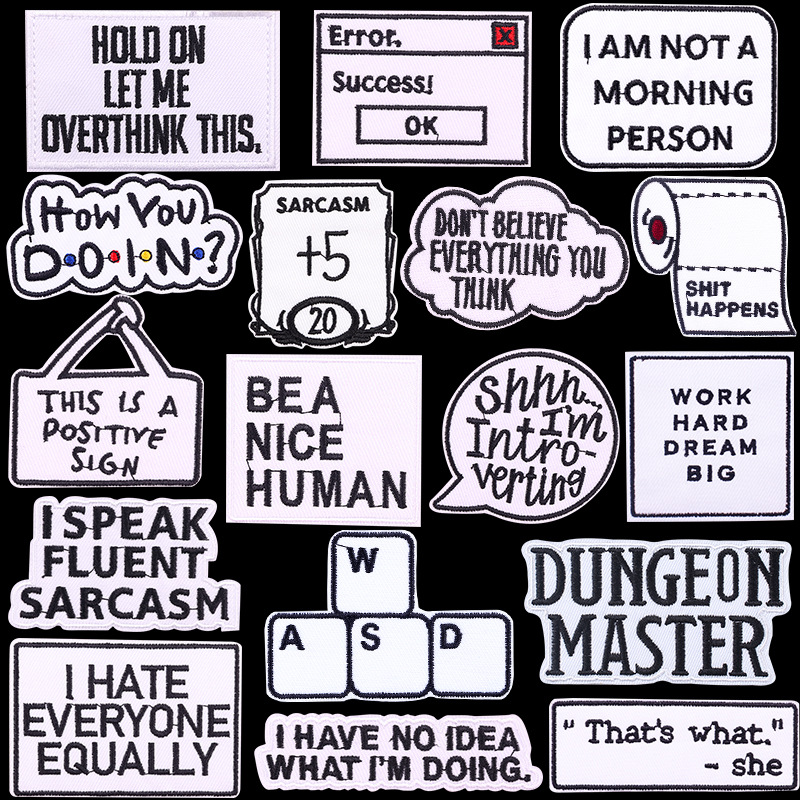 HOLD ON
LET ME
OVERTHINK THIS.
Error.
X
Success!
OK
I AM NOT A
MORNING
PERSON
HOW YOU
D•O•I•N•?
SARCASM
+5
20
DON'T BELIEVE
EVERYTHING YOU
THINK
SHIT
HAPPENS
THIS IS A
POSITIVE
SIGN
BE A
NICE
HUMAN
Shhh...
I'm
Intro-
verting
WORK
HARD
DREAM
BIG
I SPEAK
FLUENT
SARCASM
W
A S D
DUNGEON
MASTER
I HATE
EVERYONE
EQUALLY
I HAVE NO IDEA
WHAT I'M DOING.
"That's what."
- she